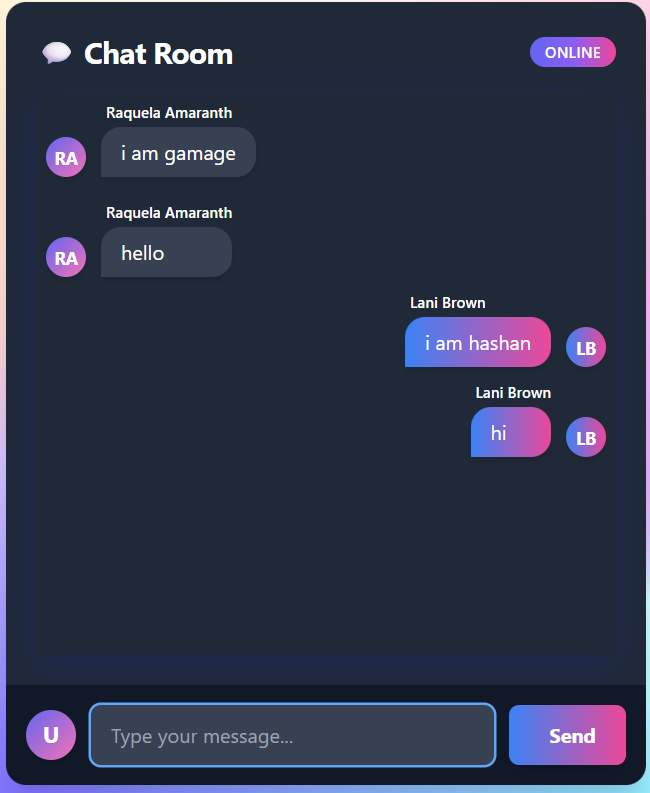 Chat Room
ONLINE
Raquela Amaranth
RA
i am gamage
Raquela Amaranth
RA
hello
Lani Brown
i am hashan
LB
Lani Brown
hi
LB
U
Type your message...
Send